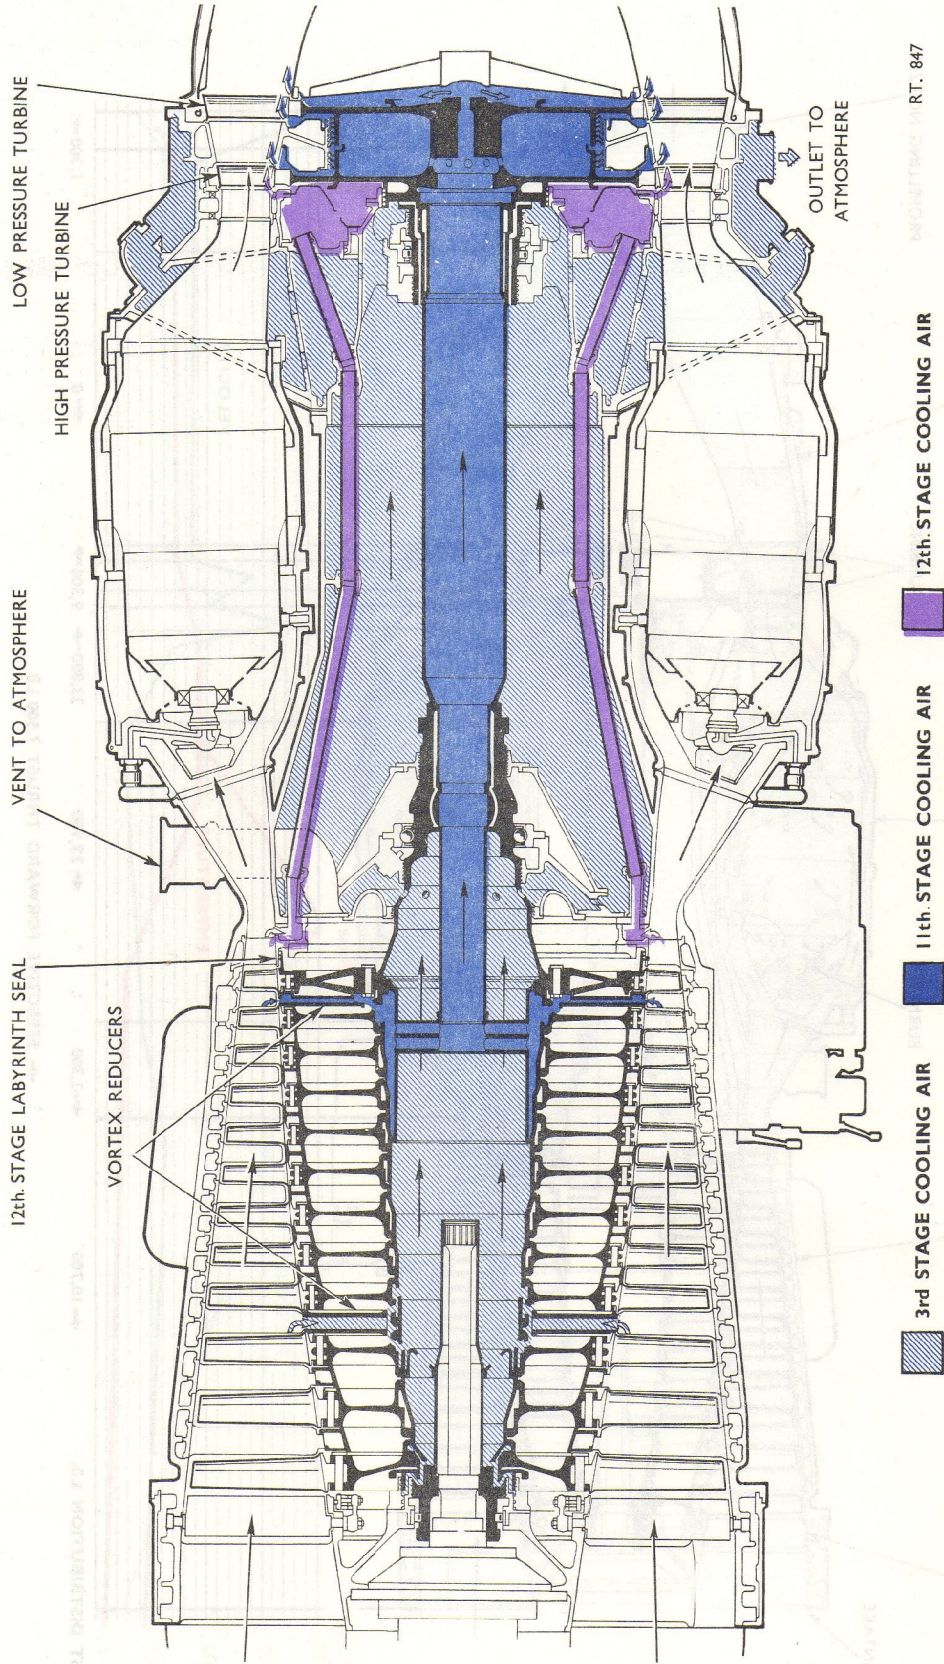 12th. STAGE LABYRINTH SEAL
VENT TO ATMOSPHERE
LOW PRESSURE TURBINE
HIGH PRESSURE TURBINE
VORTEX REDUCERS
OUTLET TO
ATMOSPHERE
3rd STAGE COOLING AIR
11th. STAGE COOLING AIR
12th. STAGE COOLING AIR
RT. 847